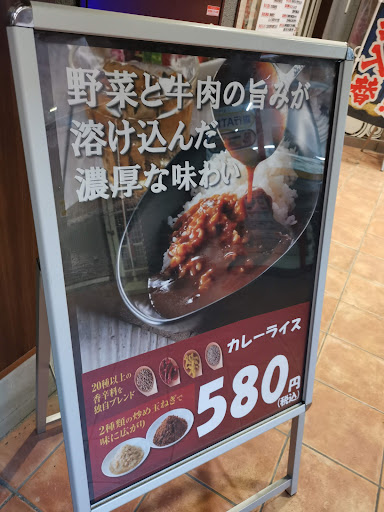 野菜と牛肉の旨みが
溶け込んだ
濃厚な味わい
カレーライス
20種以上の
香辛料を
独自ブレンド
580円
(税込)
2種類の炒め玉ねぎで
味に広がり